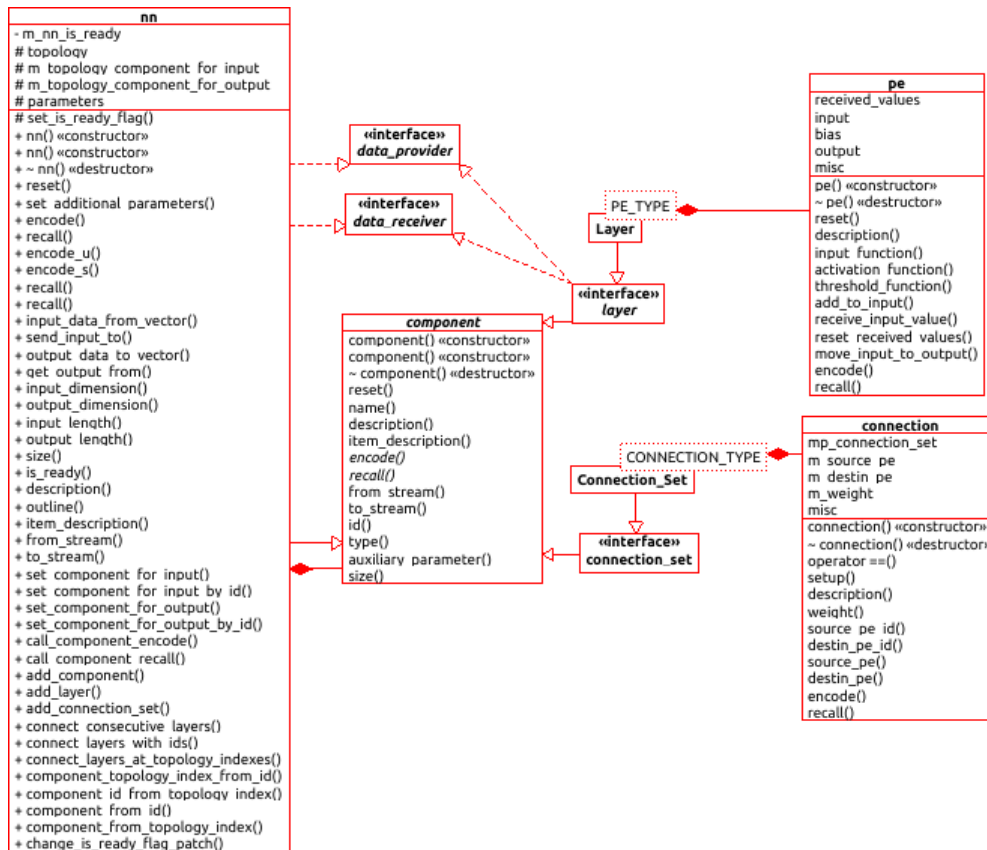 nn
- m_nn_is_ready
# topology
# m_topology_component_for_input
# m_topology_component_for_output
# parameters
# set_is_ready_flag()
+ nn() «constructor»
+ nn() «constructor»
+ ~ nn() «destructor»
+ reset()
+ set_additional_parameters()
+ encode()
+ recall()
+ encode_u()
+ encode_s()
+ recall()
+ recall()
+ input_data_from_vector()
+ send_input_to()
+ output_data_to_vector()
+ get_output_from()
+ input_dimension()
+ output_dimension()
+ input_length()
+ output_length()
+ size()
+ is_ready()
+ description()
+ outline()
+ item_description()
+ from_stream()
+ to_stream()
+ set_component_for_input()
+ set_component_for_input_by_id()
+ set_component_for_output()
+ set_component_for_output_by_id()
+ call_component_encode()
+ call_component_recall()
+ add_component()
+ add_layer()
+ add_connection_set()
+ connect_consecutive_layers()
+ connect_layers_with_ids()
+ connect_layers_at_topology_indexes()
+ component_topology_index_from_id()
+ component_id_from_topology_index()
+ component_from_id()
+ component_from_topology_index()
+ change_is_ready_flag_patch()
«interface»
data_provider
«interface»
data_receiver
component
component() «constructor»
component() «constructor»
~ component() «destructor»
reset()
name()
description()
item_description()
encode()
recall()
from_stream()
to_stream()
id()
type()
auxiliary_parameter()
size()
PE_TYPE
Layer
«interface»
layer
CONNECTION_TYPE
Connection_Set
«interface»
connection_set
pe
received_values
input
bias
output
misc
pe() «constructor»
~ pe() «destructor»
reset()
description()
input_function()
activation_function()
threshold_function()
add_to_input()
receive_input_value()
reset_received_values()
move_input_to_output()
encode()
recall()
connection
mp_connection_set
m_source_pe
m_destin_pe
m_weight
misc
connection() «constructor»
~ connection() «destructor»
operator ==()
setup()
description()
weight()
source_pe_id()
destin_pe_id()
source_pe()
destin_pe()
encode()
recall()